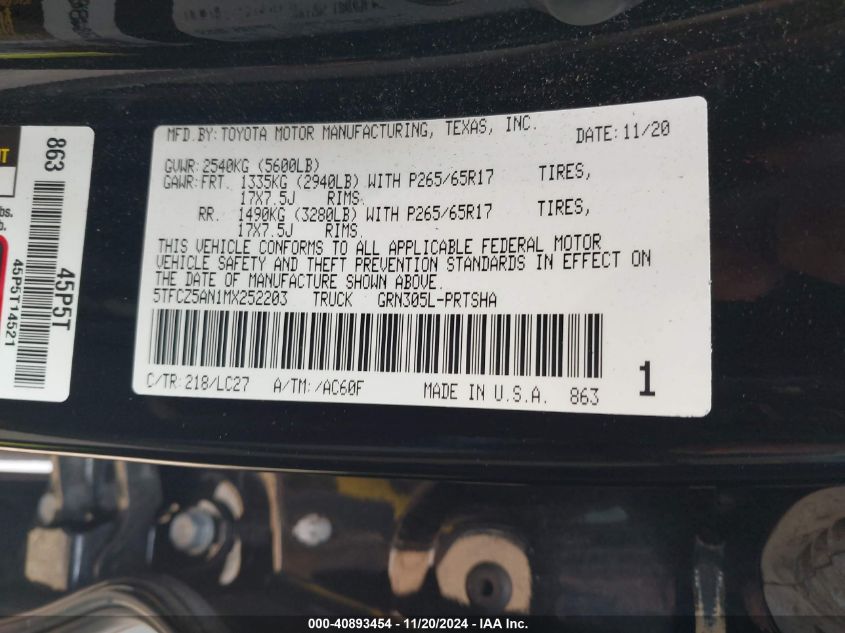 MFD.BY: TOYOTA MOTOR MANUFACTURING, TEXAS, INC. DATE: 11/20
GVWR: 2540KG (5600LB)
GAWR: FRT. 1335KG (2940LB) WITH P265/65R17 TIRES,
17X7.5J RIMS.
RR. 1490KG (3280LB) WITH P265/65R17 TIRES,
17X7.5J RIMS.
THIS VEHICLE CONFORMS TO ALL APPLICABLE FEDERAL MOTOR
VEHICLE SAFETY AND THEFT PREVENTION STANDARDS IN EFFECT ON
THE DATE OF MANUFACTURE SHOWN ABOVE.
5TFCZ5AN1MX252203 TRUCK GRN305L-PRTSHA
C/TR: 218/LC27 A/TM: /AC60F MADE IN U.S.A. 863
1
863
45P5T
45P5T14521
000-40893454 - 11/20/2024 - IAA Inc.